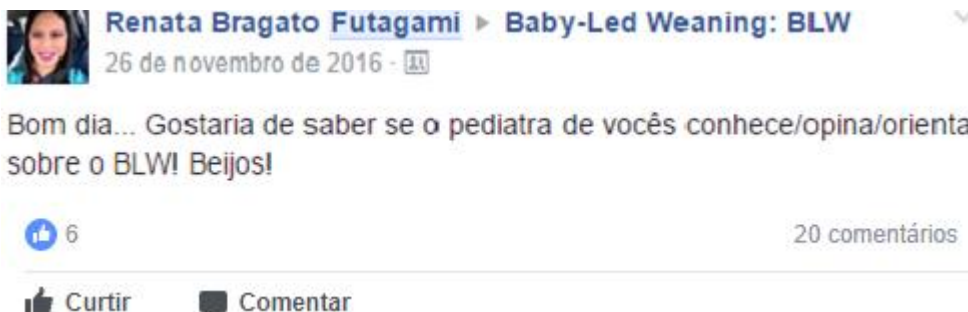 Renata Bragato Futagami ▸ Baby-Led Weaning: BLW
26 de novembro de 2016 ·
Bom dia... Gostaria de saber se o pediatra de vocês conhece/opina/orienta
sobre o BLW! Beijos!
6 20 comentários
Curtir Comentar